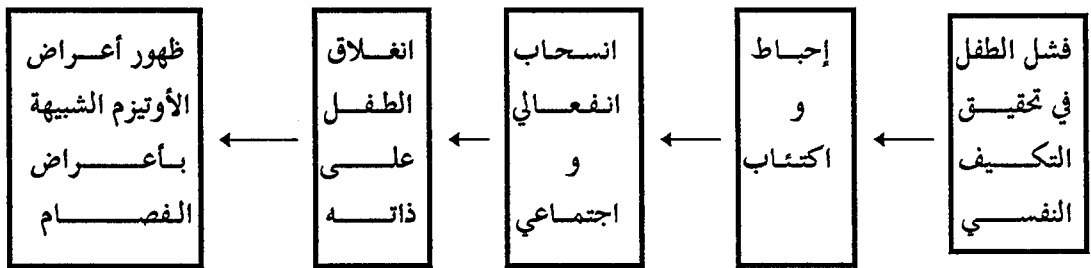 فشل الطفل
في تحقيق
التكيف
النفسي
إحباط
و
اكتئاب
انسحاب
انفعالي
و
اجتماعي
انغلاق
الطفل
على
ذاته
ظهور أعراض
الأوتيزم الشبيهة
بأعراض
الفصام